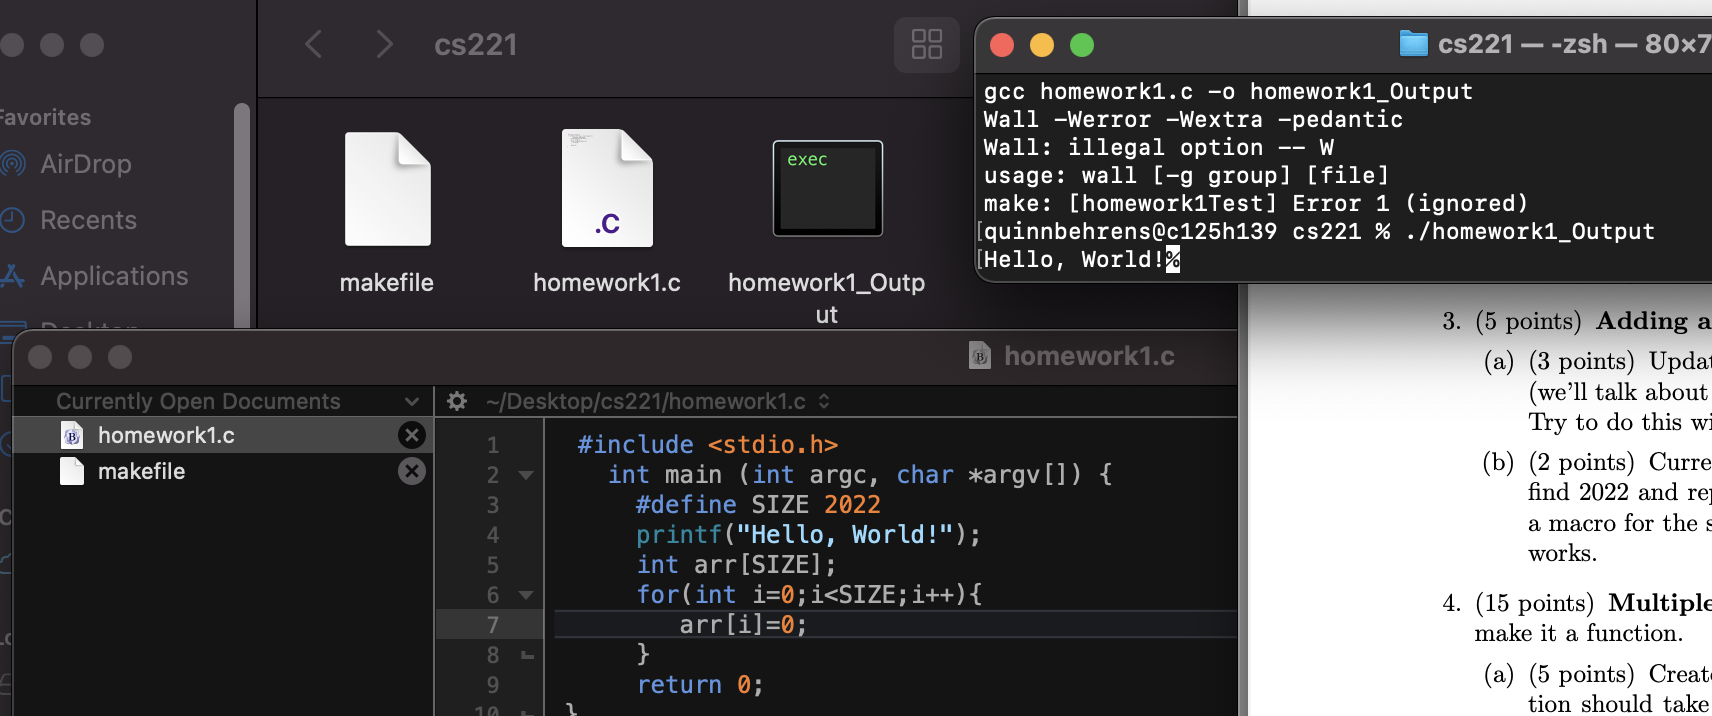 cs221
Favorites
AirDrop
Recents
Applications
Desktop
exec
.C
makefile
homework1.c
homework1_Outp
ut
cs221 — -zsh — 80×7
gcc homework1.c -o homework1_Output
Wall -Werror -Wextra -pedantic
Wall: illegal option -- W
usage: wall [-g group] [file]
make: [homework1Test] Error 1 (ignored)
[quinnbehrens@c125h139 cs221 % ./homework1_Output
[Hello, World!%
homework1.c
Currently Open Documents
~/Desktop/cs221/homework1.c
homework1.c
makefile
1 #include <stdio.h>
2 int main (int argc, char *argv[]) {
3 #define SIZE 2022
4 printf("Hello, World!");
5 int arr[SIZE];
6 for(int i=0;i<SIZE;i++){
7 arr[i]=0;
8 }
9 return 0;
10 }
3. (5 points) Adding a
(a) (3 points) Updat
(we'll talk about
Try to do this wi
(b) (2 points) Curre
find 2022 and rep
a macro for the s
works.
4. (15 points) Multiple
make it a function.
(a) (5 points) Create
tion should take